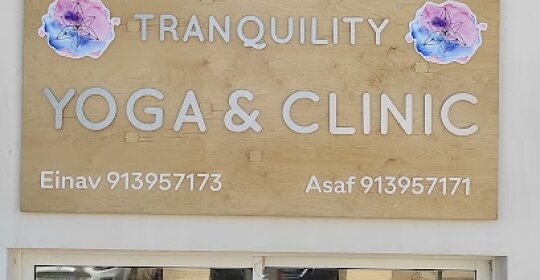 TRANQUILITY
YOGA & CLINIC
Einav 913957173 Asaf 913957171